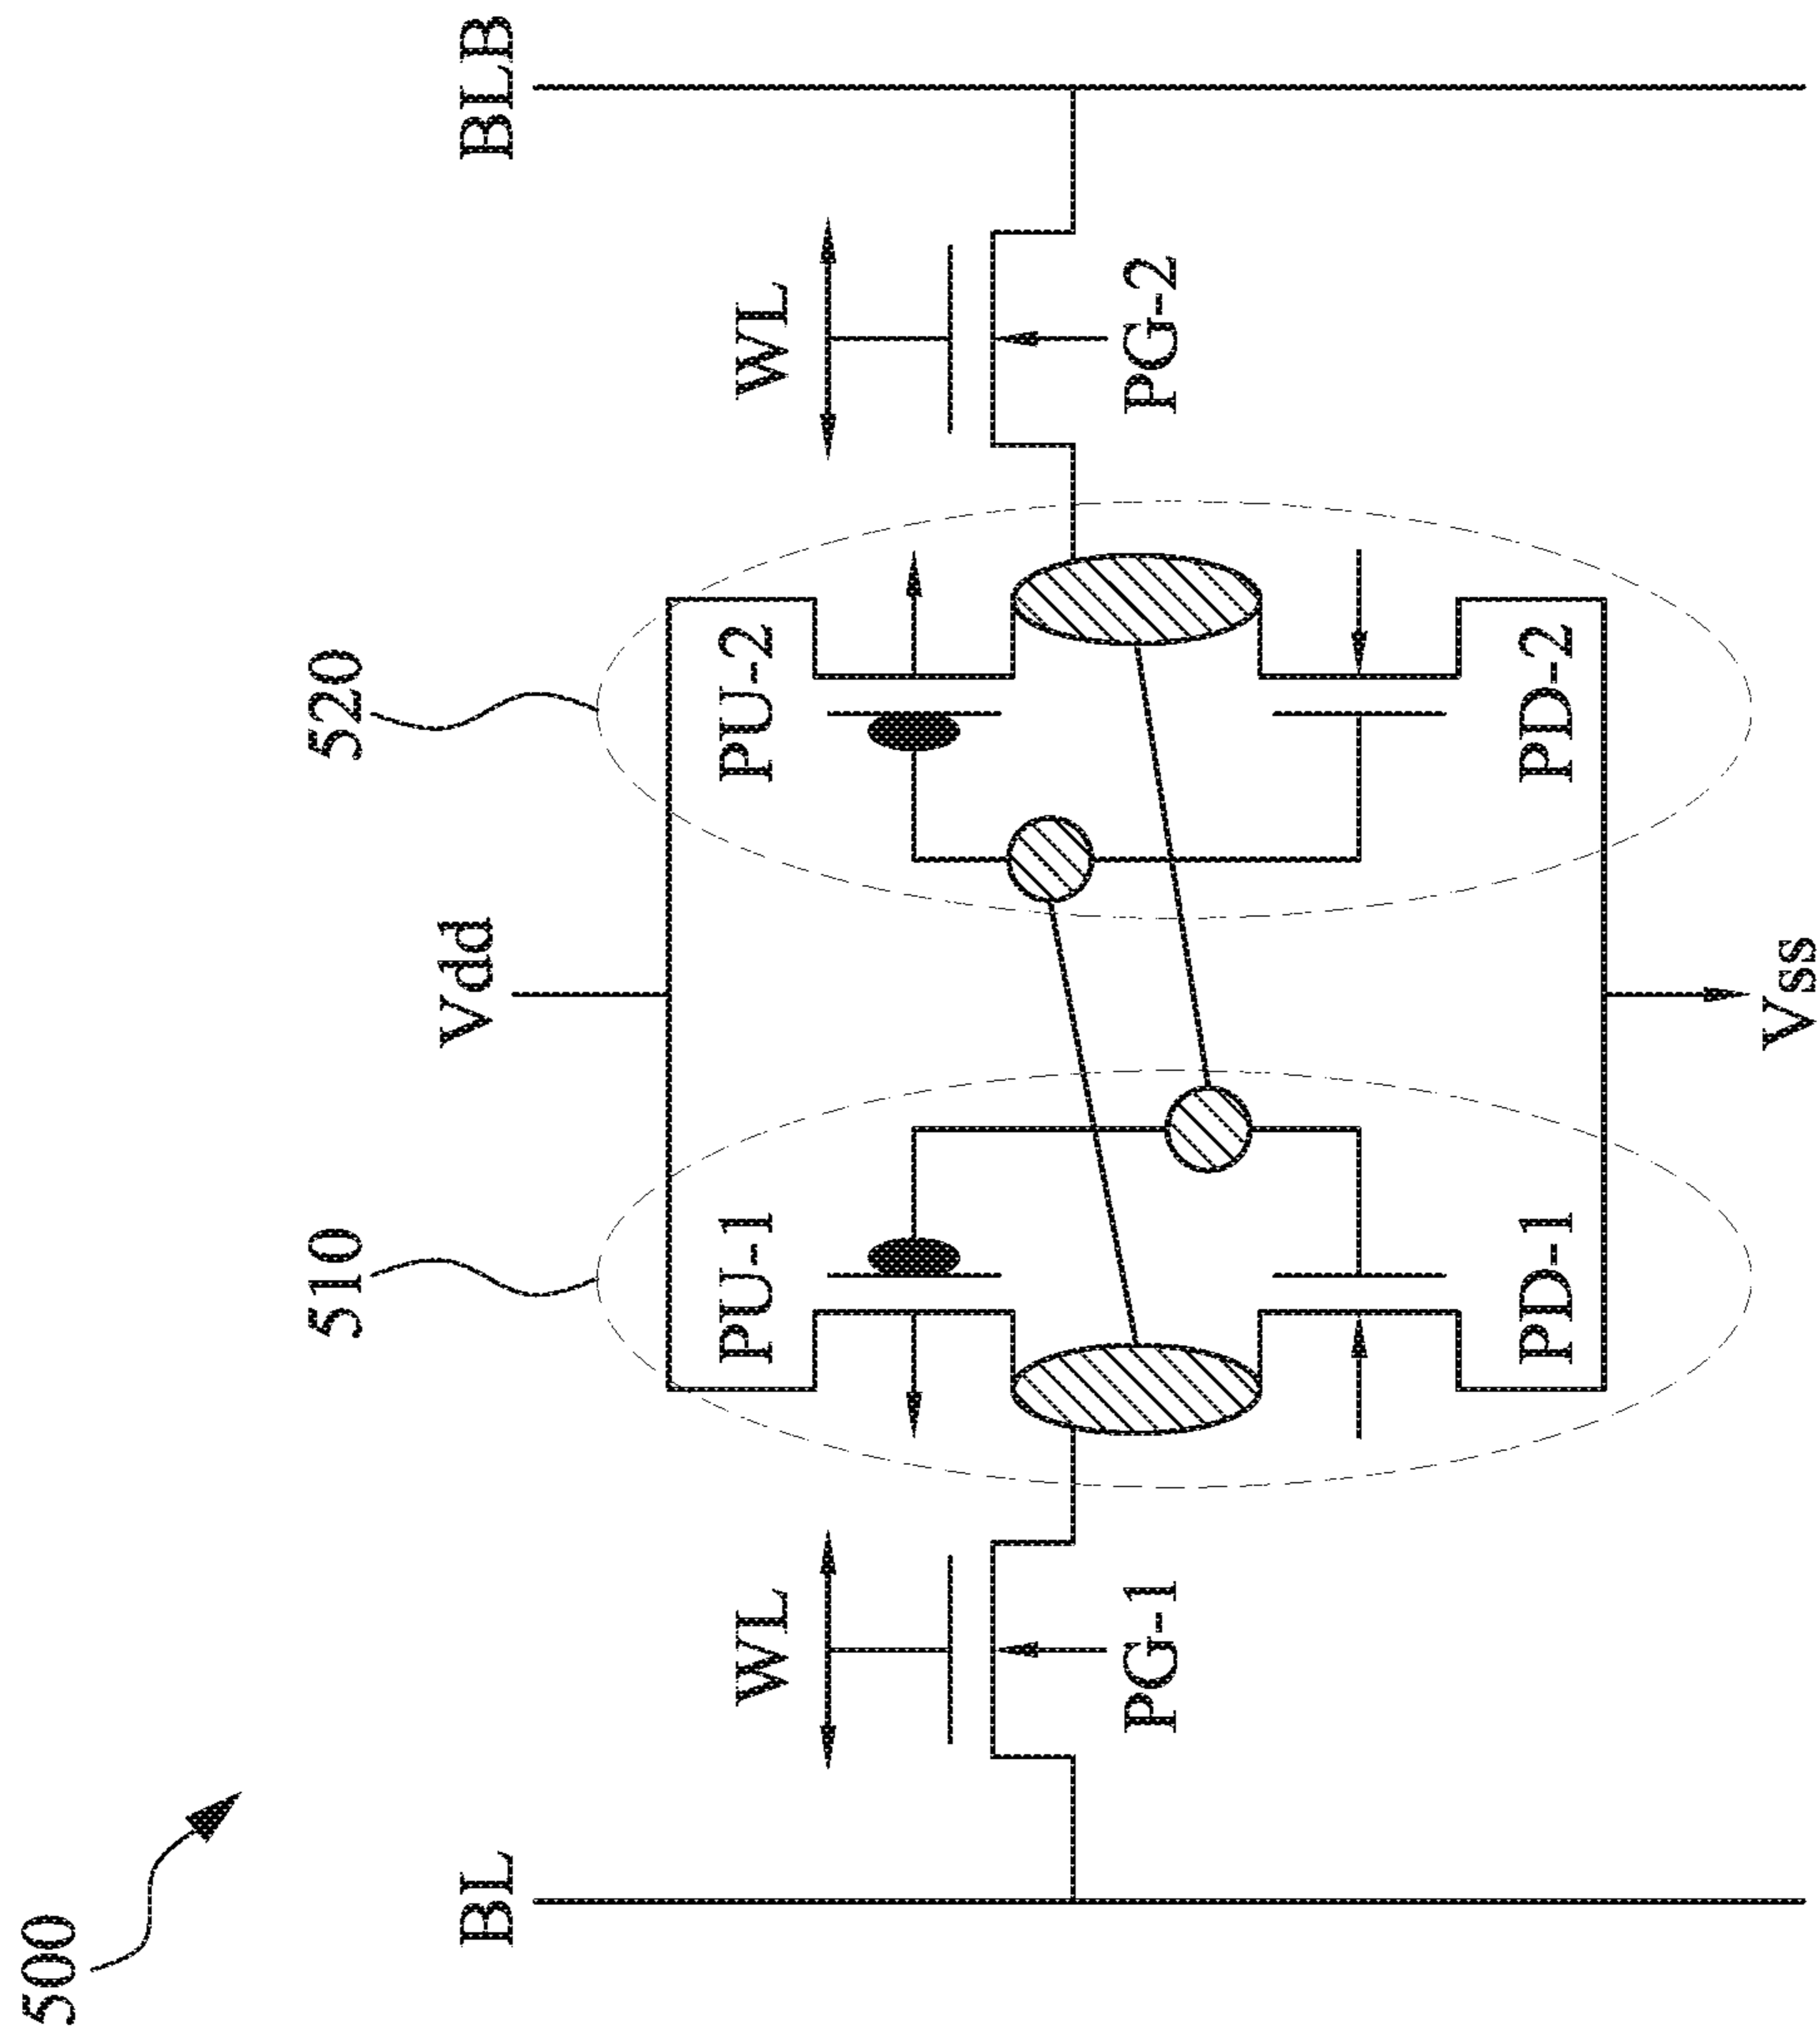 500
510
520
BL
Vdd
BLB
WL
PU-1
PU-2
WL
PG-1
PG-2
PD-1
PD-2
Vss